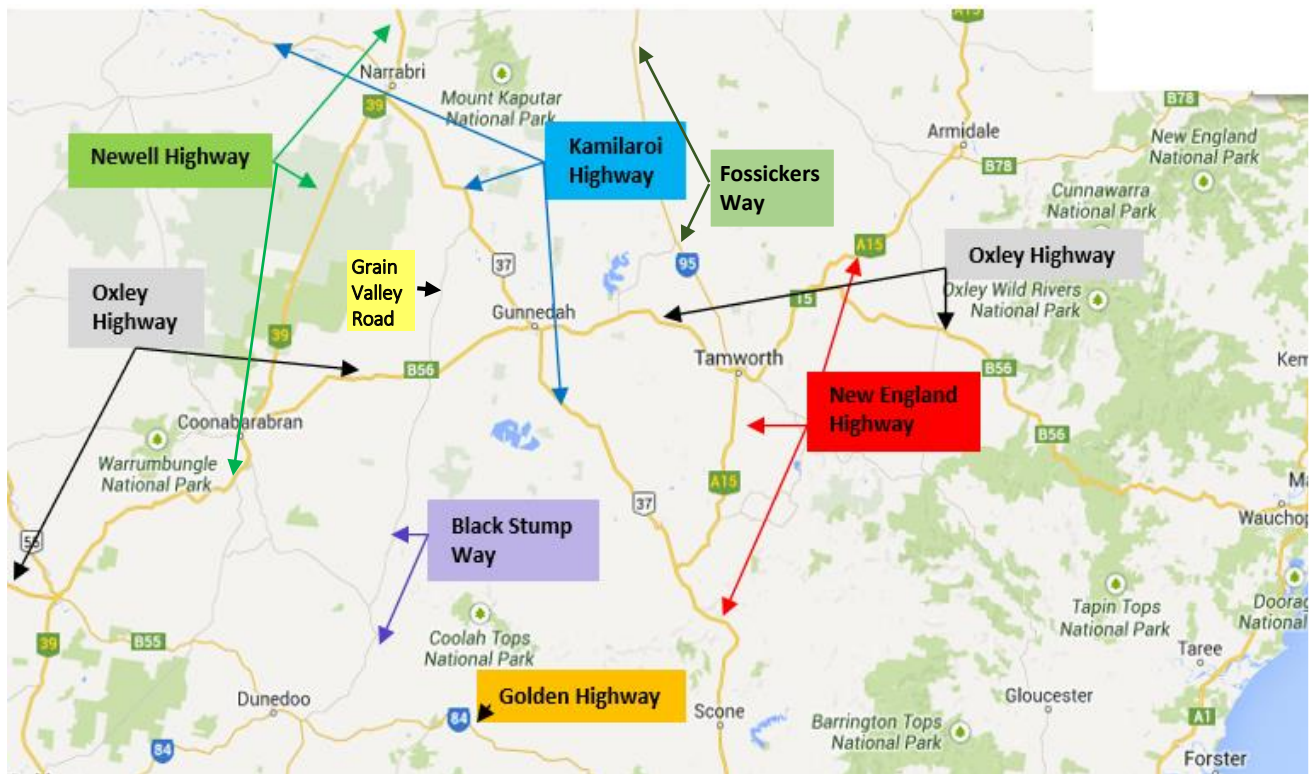 A15
Narrabri
39
Mount Kaputar
National Park
B78
Armidale
New England
National Park
B78
Newell Highway
Kamilaroi
Highway
Fossickers
Way
Cunnawarra
National Park
A15
Oxley Highway
Grain
Valley
Road
37
95
Oxley
Highway
Oxley Wild Rivers
National Park
15
Gunnedah
39
Tamworth
B56
B56
New England
Highway
Coonabarabran
B56
Warrumbungle
National Park
A15
37
Black Stump
Way
Wauchop
55
Tapin Tops
National Park
Coolah Tops
National Park
39
B55
Taree
Golden Highway
Dunedoo
84
Scone
Gloucester
A1
84
Barrington Tops
National Park
Forster